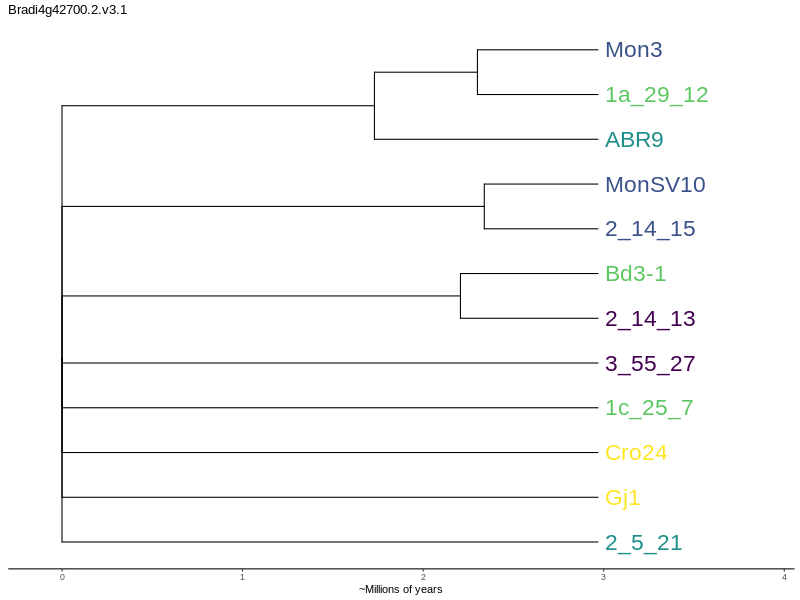 Bradi4g42700.2.v3.1
Mon3
1a_29_12
ABR9
MonSV10
2_14_15
Bd3-1
2_14_13
3_55_27
1c_25_7
Cro24
Gj1
2_5_21
0 1 2 3 4
~Millions of years